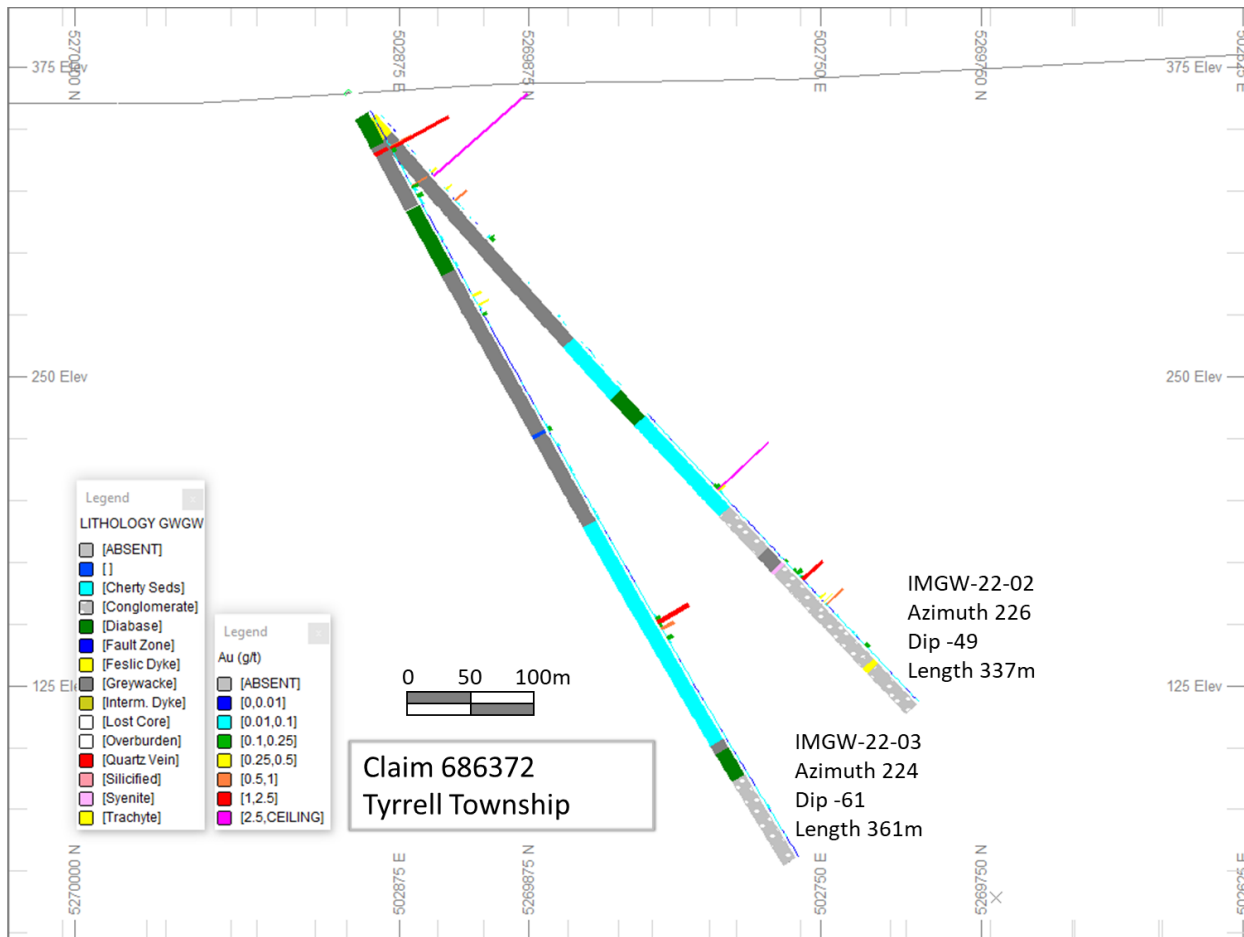 5270000 N
502875 E
5269875 N
502750 E
5269750 N
375 Elev
375 Elev
250 Elev
250 Elev
Legend
x
LITHOLOGY GWGW
[ABSENT]
[ ]
[Cherty Seds]
[Conglomerate]
[Diabase]
[Fault Zone]
[Feslic Dyke]
[Greywacke]
[Interm. Dyke]
[Lost Core]
[Overburden]
[Quartz Vein]
[Silicified]
[Syenite]
[Trachyte]
Legend
x
Au (g/t)
[ABSENT]
[0,0.01]
[0.01,0.1]
[0.1,0.25]
[0.25,0.5]
[0.5,1]
[1,2.5]
[2.5,CEILING]
IMGW-22-02
Azimuth 226
Dip -49
Length 337m
0 50 100m
125 Elev
IMGW-22-03
Azimuth 224
Dip -61
Length 361m
Claim 686372
Tyrrell Township
5270000 N
502875 E
5269875 N
502750 E
5269750 N